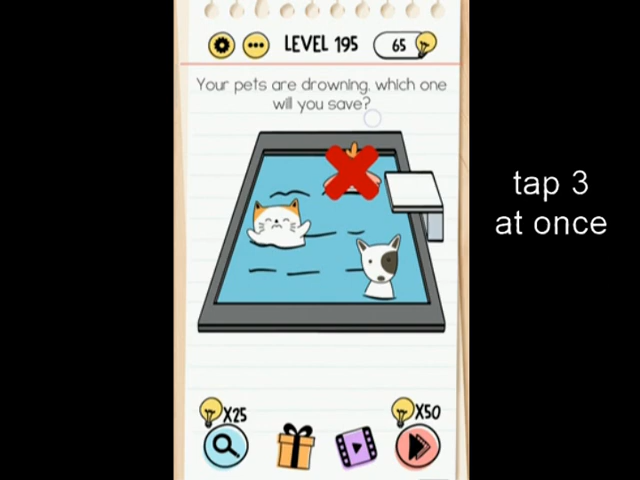 LEVEL 195
65
Your pets are drowning. which one
will you save?
tap 3
at once
X25
X50